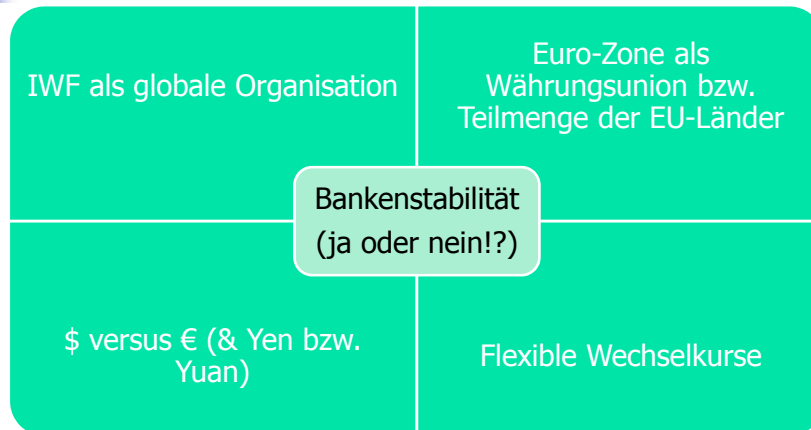 IWF als globale Organisation
Euro-Zone als
Währungsunion bzw.
Teilmenge der EU-Länder
Bankenstabilität
(ja oder nein!?)
$ versus € (& Yen bzw.
Yuan)
Flexible Wechselkurse